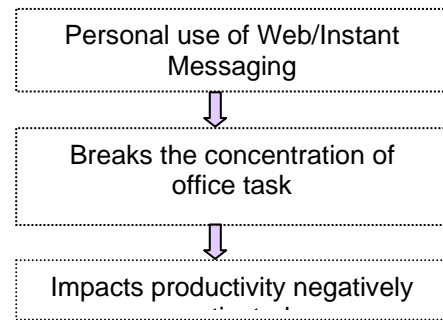 Personal use of Web/Instant
Messaging
Breaks the concentration of
office task
Impacts productivity negatively